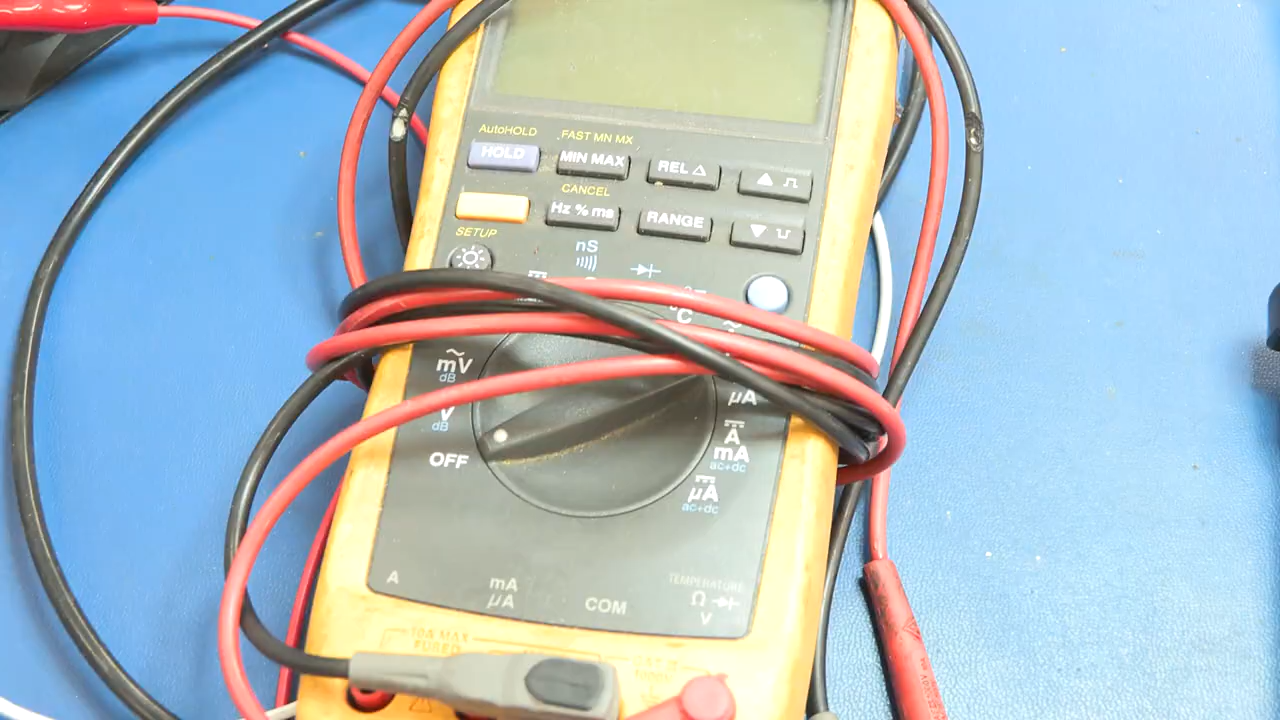 AutoHOLD
FAST MN MX
HOLD
MIN MAX
REL △
CANCEL
Hz % ms
RANGE
SETUP
nS
°C
mV
dB
V
dB
OFF
µA
A
mA
ac+dc
µA
ac+dc
A
mA
µA
COM
TEMPERATURE
Ω
V
10A MAX
FUSED